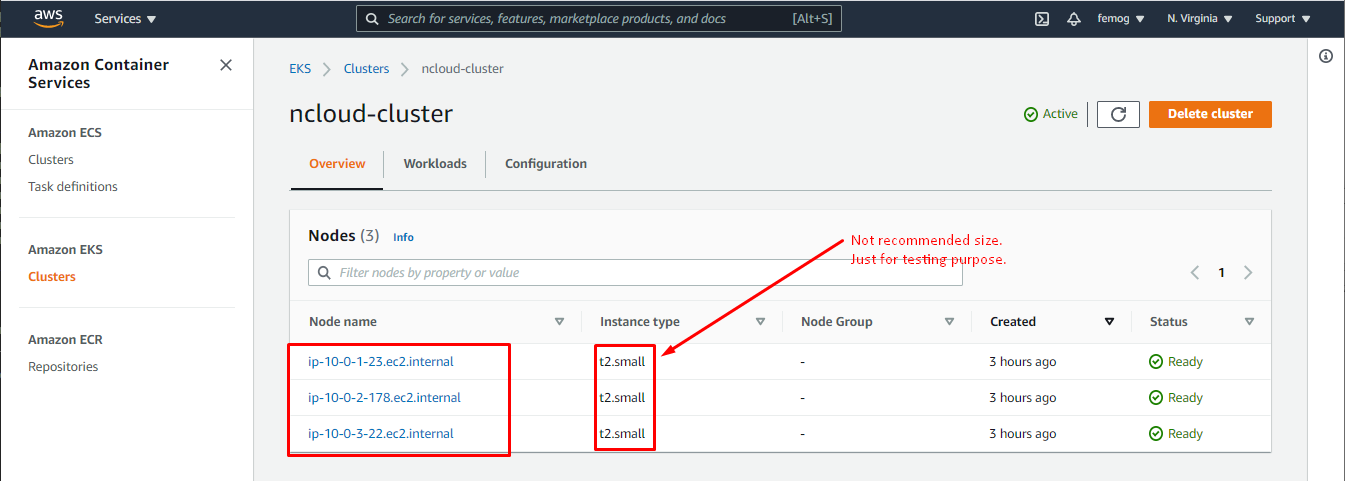 aws Services ▼ Search for services, features, marketplace products, and docs [Alt+S] femog ▼ N. Virginia ▼ Support ▼
Amazon Container
Services
Amazon ECS
Clusters
Task definitions
Amazon EKS
Clusters
Amazon ECR
Repositories
EKS > Clusters > ncloud-cluster
ncloud-cluster
Active
Delete cluster
Overview Workloads Configuration
Nodes (3) Info
Not recommended size.
Just for testing purpose.
Filter nodes by property or value
1
Node name Instance type Node Group Created Status
ip-10-0-1-23.ec2.internal t2.small - 3 hours ago Ready
ip-10-0-2-178.ec2.internal t2.small - 3 hours ago Ready
ip-10-0-3-22.ec2.internal t2.small - 3 hours ago Ready